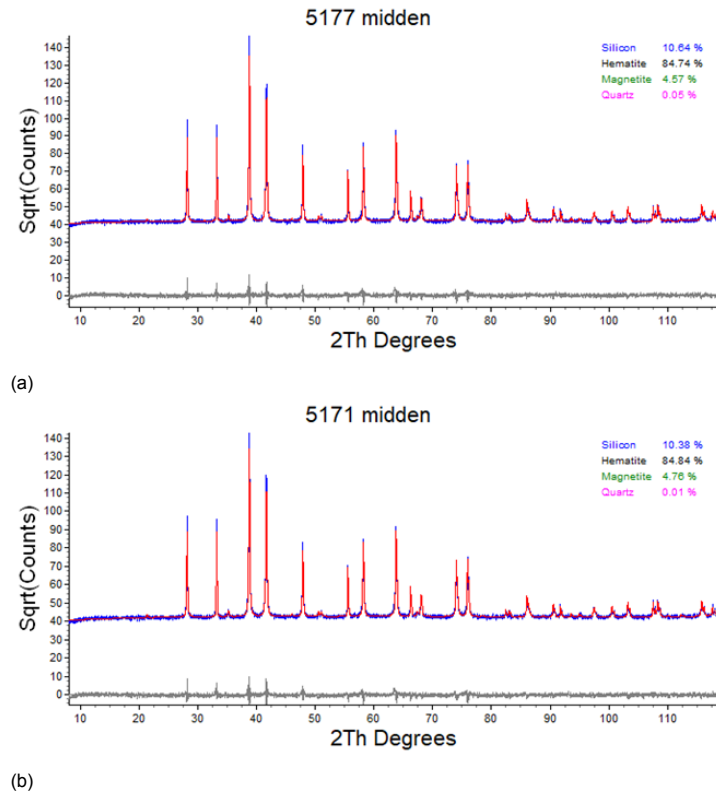 5177 midden
Silicon 10.64 %
Hematite 84.74 %
Magnetite 4.57 %
Quartz 0.05 %
Sqrt(Counts)
140
130
120
110
100
90
80
70
60
50
40
30
20
10
0
10 20 30 40 50 60 70 80 90 100 110
2Th Degrees
(a)
5171 midden
Silicon 10.38 %
Hematite 84.84 %
Magnetite 4.76 %
Quartz 0.01 %
Sqrt(Counts)
140
130
120
110
100
90
80
70
60
50
40
30
20
10
0
10 20 30 40 50 60 70 80 90 100 110
2Th Degrees
(b)